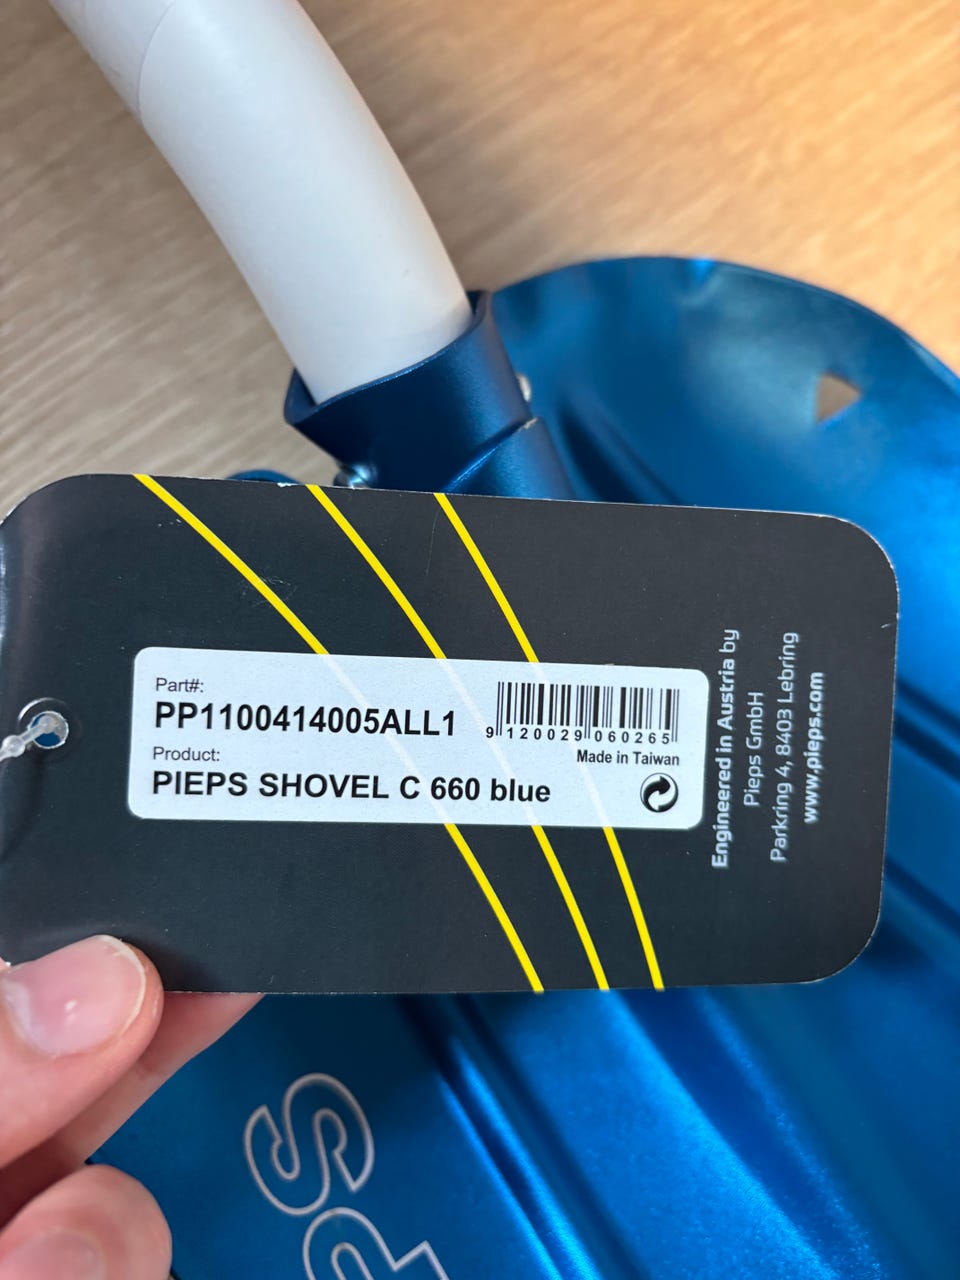 Part#:
PP1100414005ALL1
9 120029 060265
Made in Taiwan
Product:
PIEPS SHOVEL C 660 blue
Engineered in Austria by
Pieps GmbH
Parkring 4, 8403 Lebring
www.pieps.com
PS